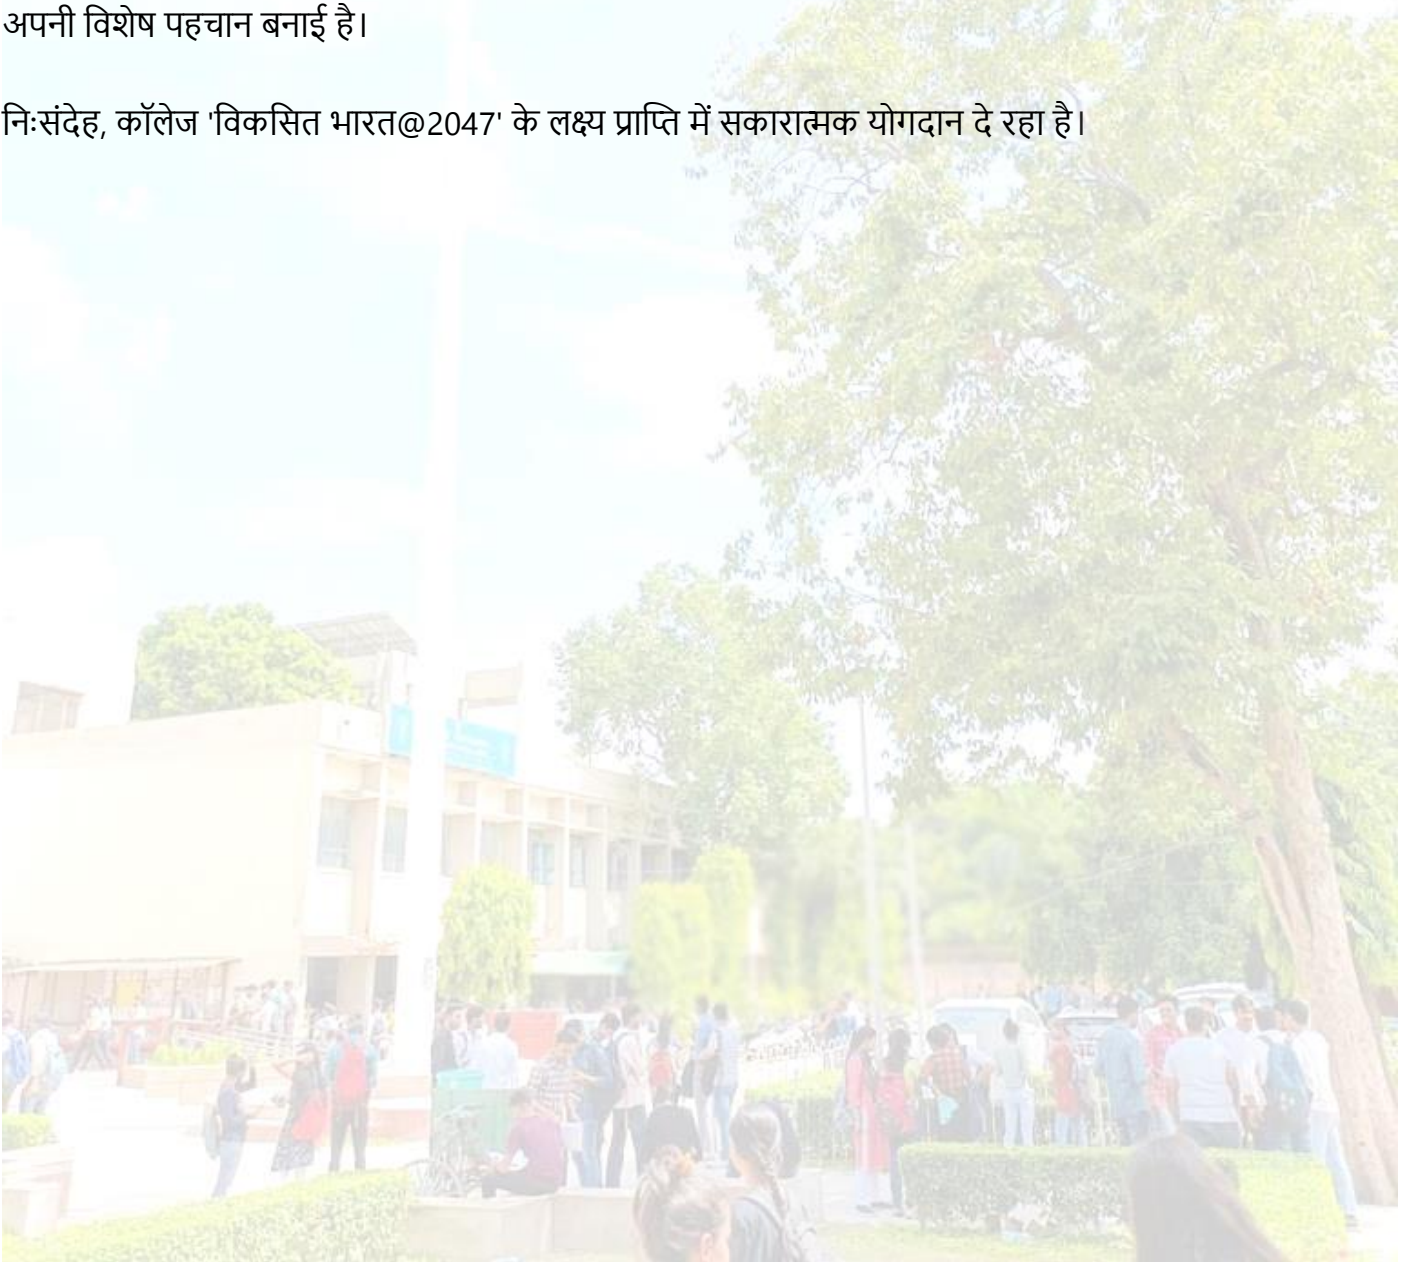 अपनी विशेष पहचान बनाई है।
निःसंदेह, कॉलेज 'विकसित भारत@2047' के लक्ष्य प्राप्ति में सकारात्मक योगदान दे रहा है।